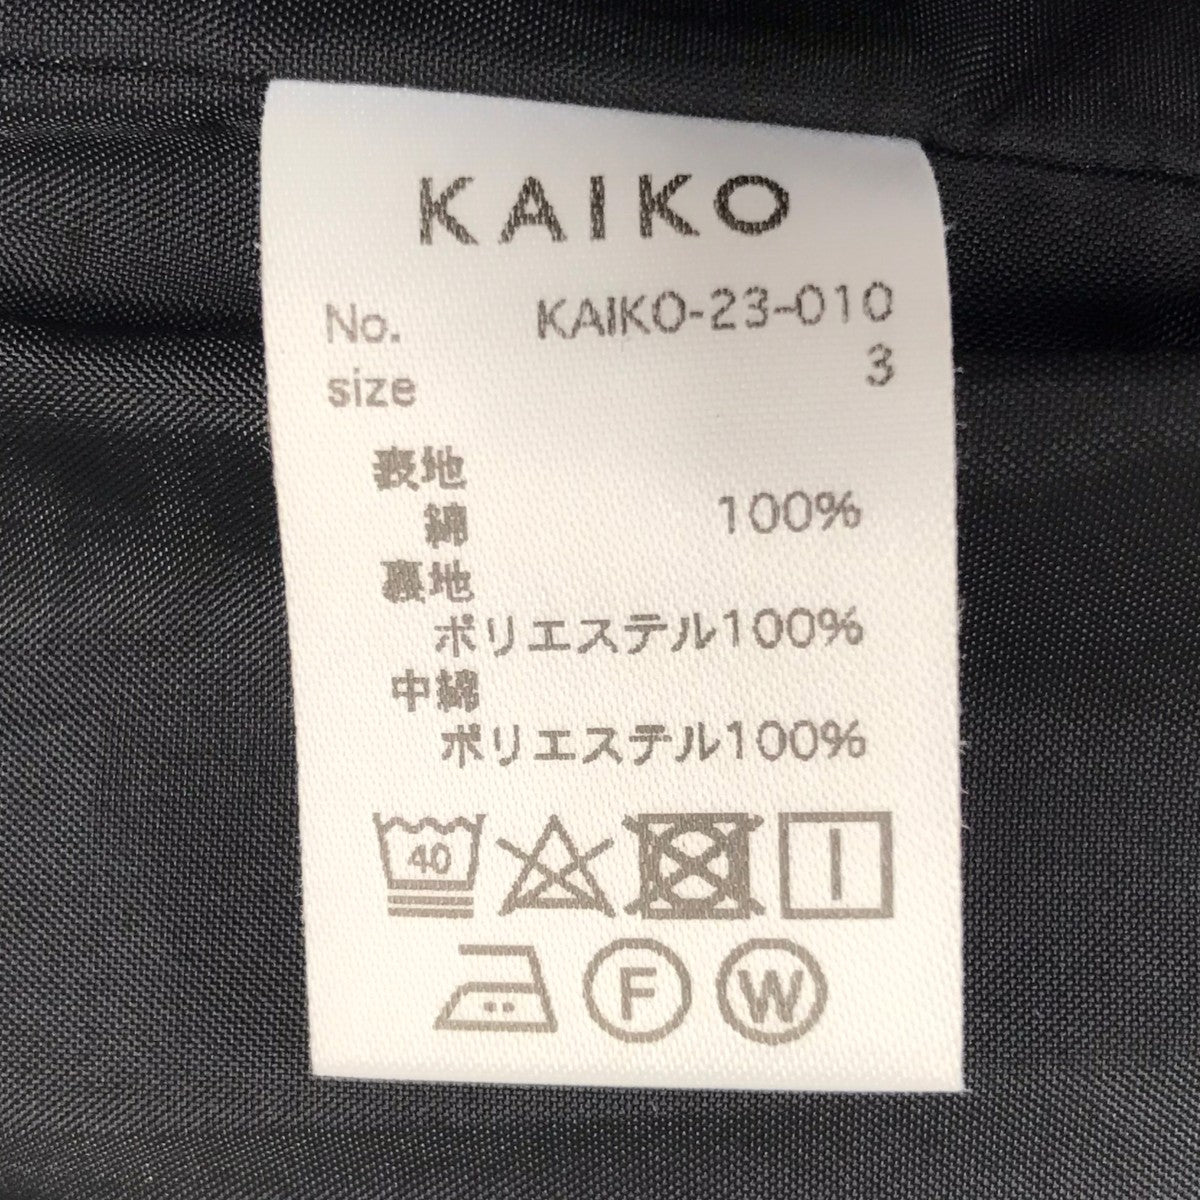 KAIKO
No. KAIKO-23-010
size 3
表地
綿 100%
裏地
ポリエステル100%
中綿
ポリエステル100%
40
F W